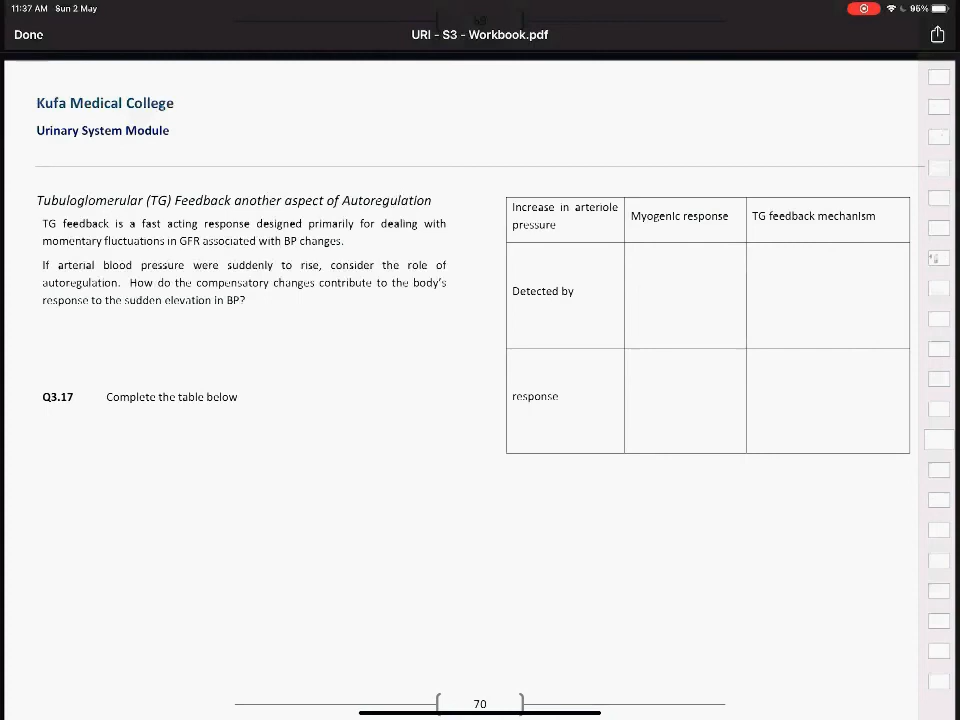 11:37 AM Sun 2 May
95%
Done
URI - S3 - Workbook.pdf
Kufa Medical College
Urinary System Module
Tubuloglomerular (TG) Feedback another aspect of Autoregulation
TG feedback is a fast acting response designed primarily for dealing with
momentary fluctuations in GFR associated with BP changes.
If arterial blood pressure were suddenly to rise, consider the role of
autoregulation. How do the compensatory changes contribute to the body's
response to the sudden elevation in BP?
Q3.17 Complete the table below
Increase in arteriole
pressure
Myogenic response
TG feedback mechanism
Detected by
response
70